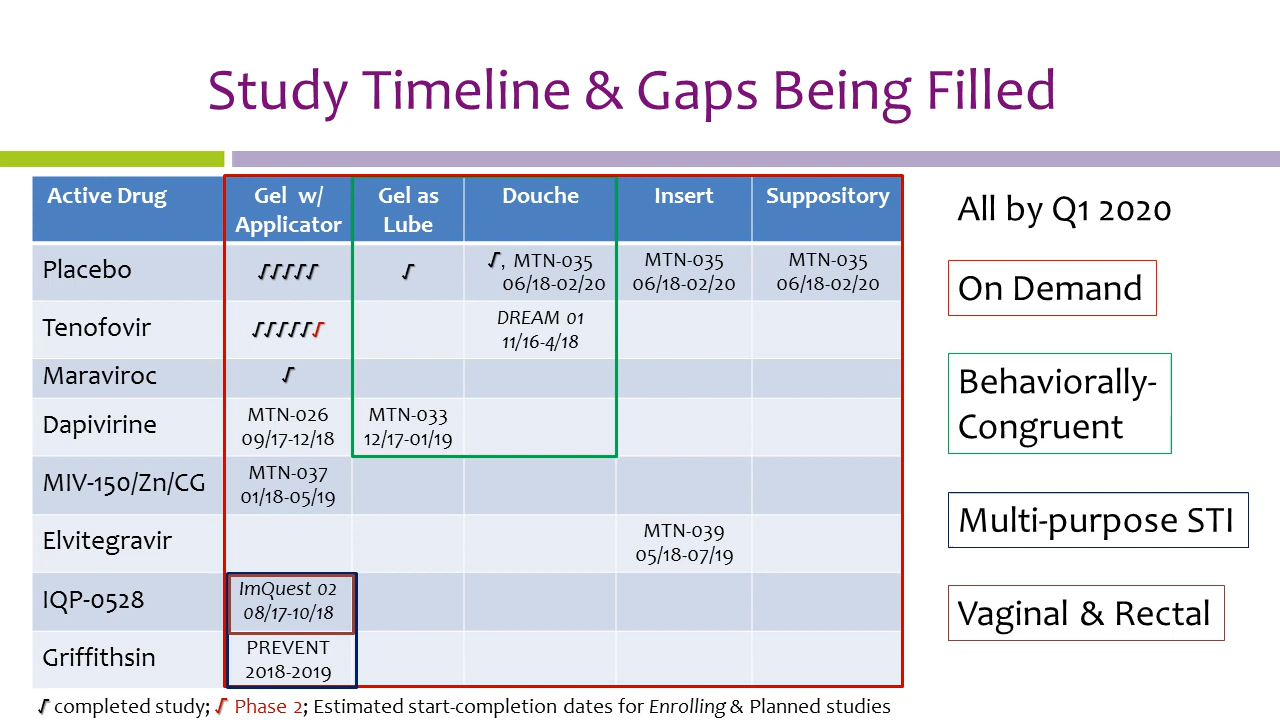 Study Timeline & Gaps Being Filled
Active Drug
Gel w/
Applicator
Gel as
Lube
Douche
Insert
Suppository
Placebo
√√√√√
√
√, MTN-035
06/18-02/20
MTN-035
06/18-02/20
MTN-035
06/18-02/20
Tenofovir
√√√√√√
DREAM 01
11/16-4/18
Maraviroc
√
Dapivirine
MTN-026
09/17-12/18
MTN-033
12/17-01/19
MIV-150/Zn/CG
MTN-037
01/18-05/19
Elvitegravir
MTN-039
05/18-07/19
IQP-0528
ImQuest 02
08/17-10/18
Griffithsin
PREVENT
2018-2019
√ completed study; √ Phase 2; Estimated start-completion dates for Enrolling & Planned studies
All by Q1 2020
On Demand
Behaviorally-
Congruent
Multi-purpose STI
Vaginal & Rectal